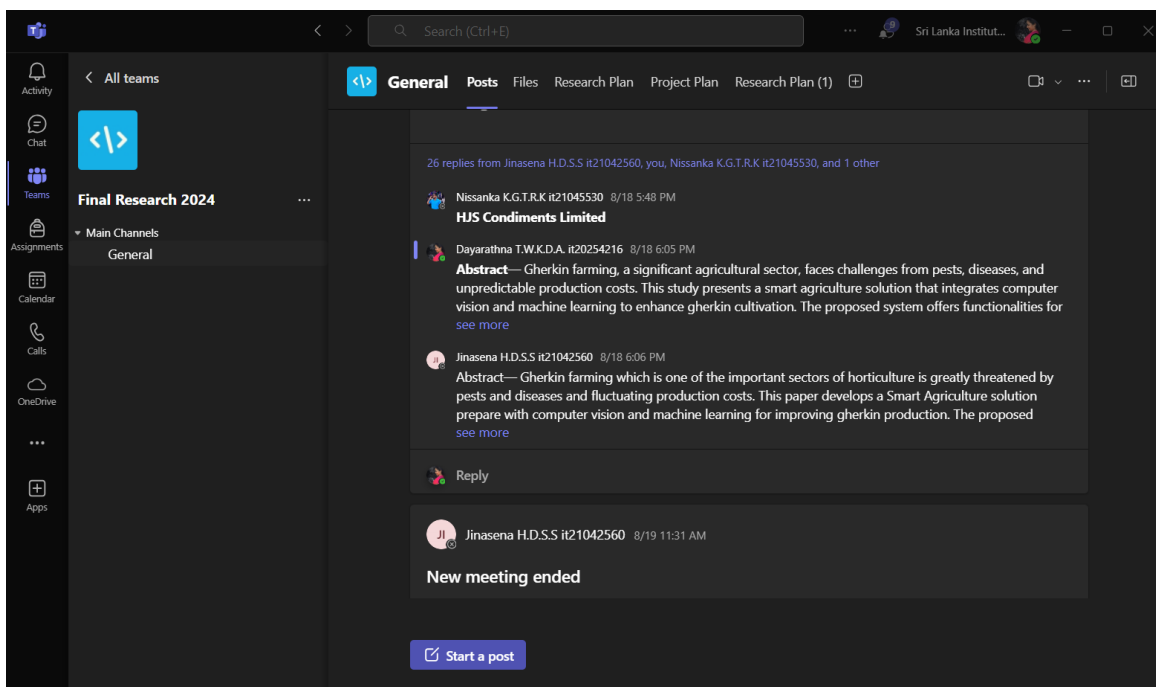 Search (Ctrl+E)
9
Sri Lanka Institut...
Activity
Chat
Teams
Assignments
Calendar
Calls
OneDrive
Apps
All teams
Final Research 2024
Main Channels
General
General Posts Files Research Plan Project Plan Research Plan (1)
26 replies from Jinasena H.D.S.S it21042560, you, Nissanka K.G.T.R.K it21045530, and 1 other
Nissanka K.G.T.R.K it21045530 8/18 5:48 PM
HJS Condiments Limited
Dayarathna T.W.K.D.A. it20254216 8/18 6:05 PM
Abstract— Gherkin farming, a significant agricultural sector, faces challenges from pests, diseases, and
unpredictable production costs. This study presents a smart agriculture solution that integrates computer
vision and machine learning to enhance gherkin cultivation. The proposed system offers functionalities for
see more
JI
Jinasena H.D.S.S it21042560 8/18 6:06 PM
Abstract— Gherkin farming which is one of the important sectors of horticulture is greatly threatened by
pests and diseases and fluctuating production costs. This paper develops a Smart Agriculture solution
prepare with computer vision and machine learning for improving gherkin production. The proposed
see more
Reply
JI
Jinasena H.D.S.S it21042560 8/19 11:31 AM
New meeting ended
Start a post